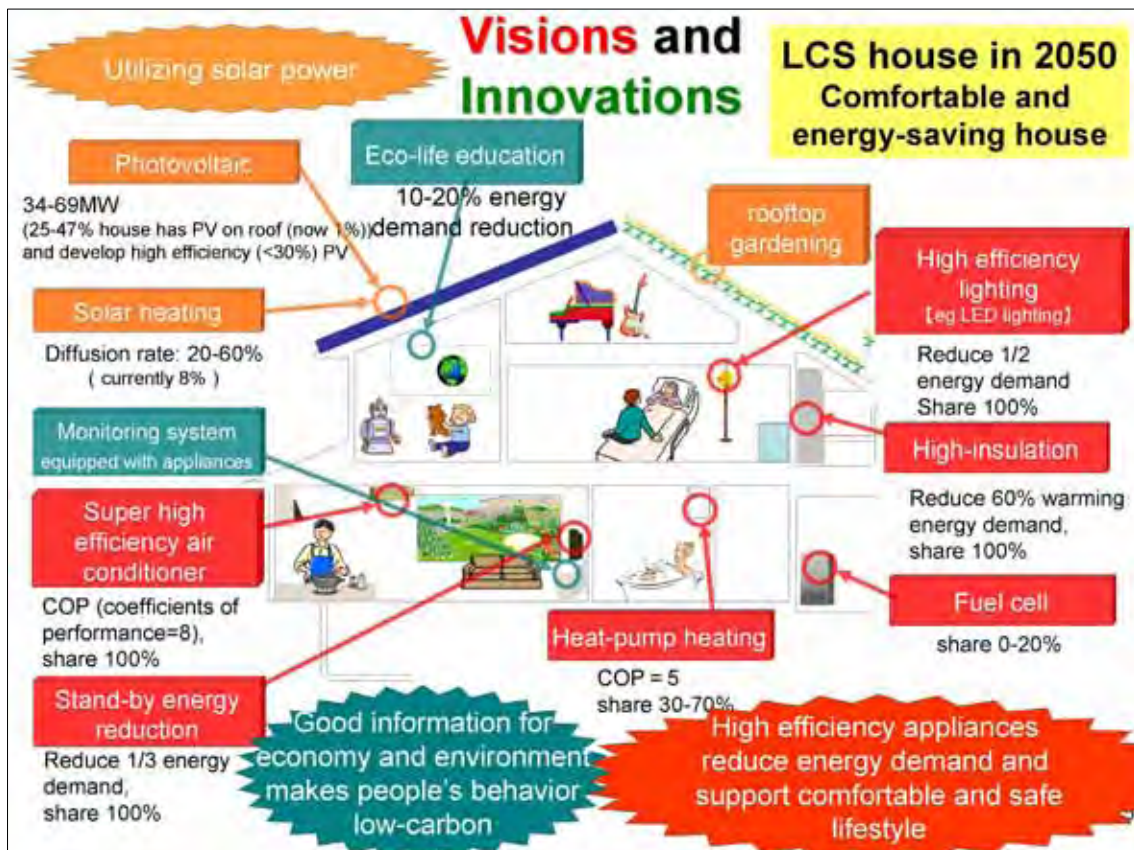 Visions and
Innovations
LCS house in 2050
Comfortable and
energy-saving house
Utilizing solar power
Photovoltaic
34-69MW
(25-47% house has PV on roof (now 1%))
and develop high efficiency (<30%) PV
Eco-life education
10-20% energy
demand reduction
rooftop
gardening
High efficiency
lighting
【eg LED lighting】
Reduce 1/2
energy demand
Share 100%
Solar heating
Diffusion rate: 20-60%
( currently 8% )
Monitoring system
equipped with appliances
High-insulation
Reduce 60% warming
energy demand,
share 100%
Super high
efficiency air
conditioner
COP (coefficients of
performance=8),
share 100%
Fuel cell
share 0-20%
Heat-pump heating
COP = 5
share 30-70%
Stand-by energy
reduction
Reduce 1/3 energy
demand,
share 100%
Good information for
economy and environment
makes people's behavior
low-carbon
High efficiency appliances
reduce energy demand and
support comfortable and safe
lifestyle